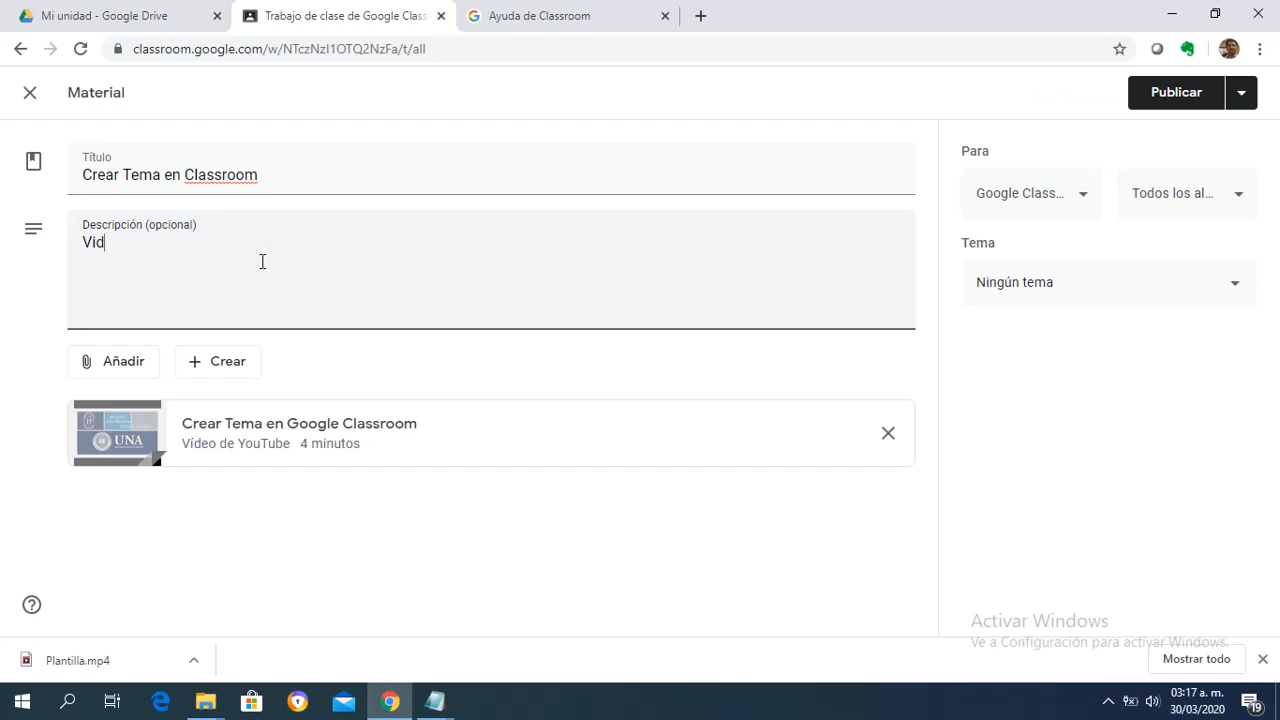 Mi unidad - Google Drive
Trabajo de clase de Google Clas
Ayuda de Classroom
classroom.google.com/w/NTczNzI1OTQ2NzFa/t/all
Material
Publicar
Título
Crear Tema en Classroom
Descripción (opcional)
Vid
Añadir
Crear
Crear Tema en Google Classroom
Vídeo de YouTube 4 minutos
UNA
Para
Google Class...
Todos los al...
Tema
Ningún tema
Activar Windows
Ve a Configuración para activar Windows.
Plantilla.mp4
Mostrar todo
03:17 a. m.
30/03/2020
19